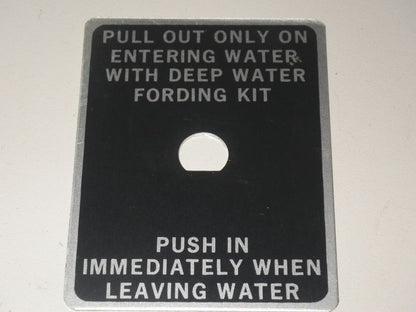 PULL OUT ONLY ON
ENTERING WATER
WITH DEEP WATER
FORDING KIT
PUSH IN
IMMEDIATELY WHEN
LEAVING WATER